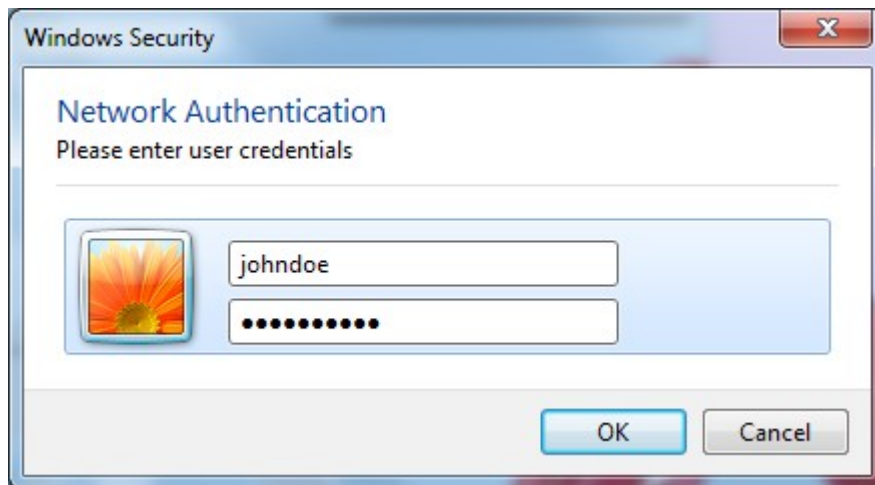 Windows Security
Network Authentication
Please enter user credentials
johndoe
••••••••••
OK
Cancel